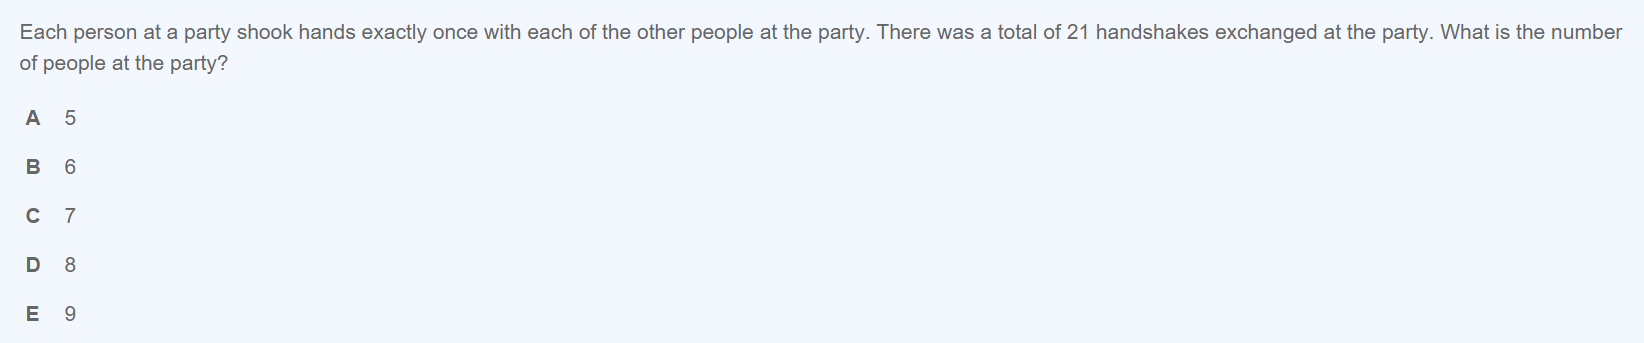 Each person at a party shook hands exactly once with each of the other people at the party. There was a total of 21 handshakes exchanged at the party. What is the number
of people at the party?
A 5
B 6
C 7
D 8
E 9